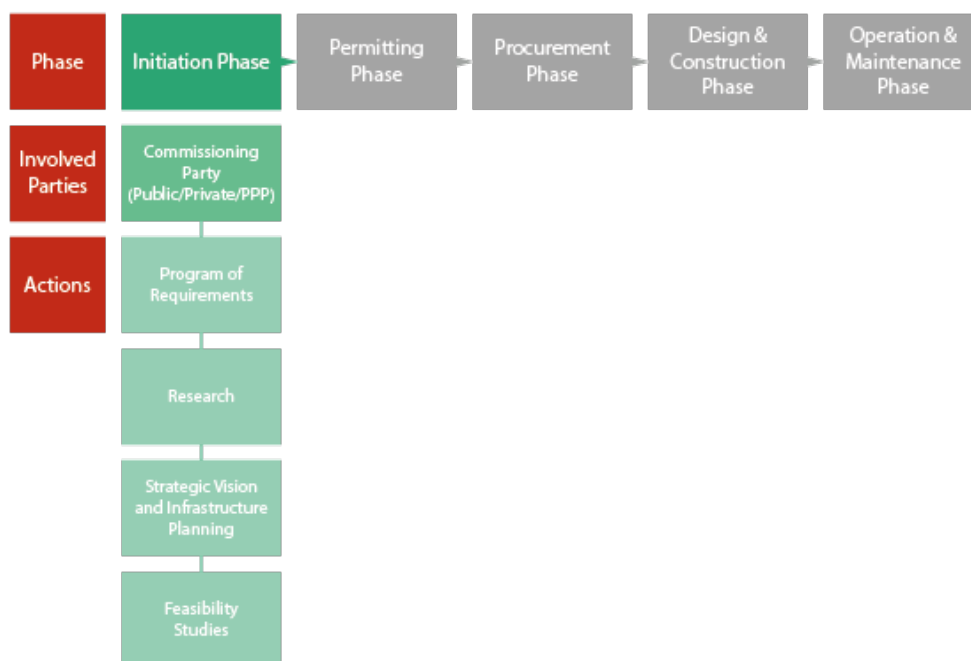 Phase
Initiation Phase
Permitting
Phase
Procurement
Phase
Design &
Construction
Phase
Operation &
Maintenance
Phase
Involved
Parties
Commissioning
Party
(Public/Private/PPP)
Actions
Program of
Requirements
Research
Strategic Vision
and Infrastructure
Planning
Feasibility
Studies